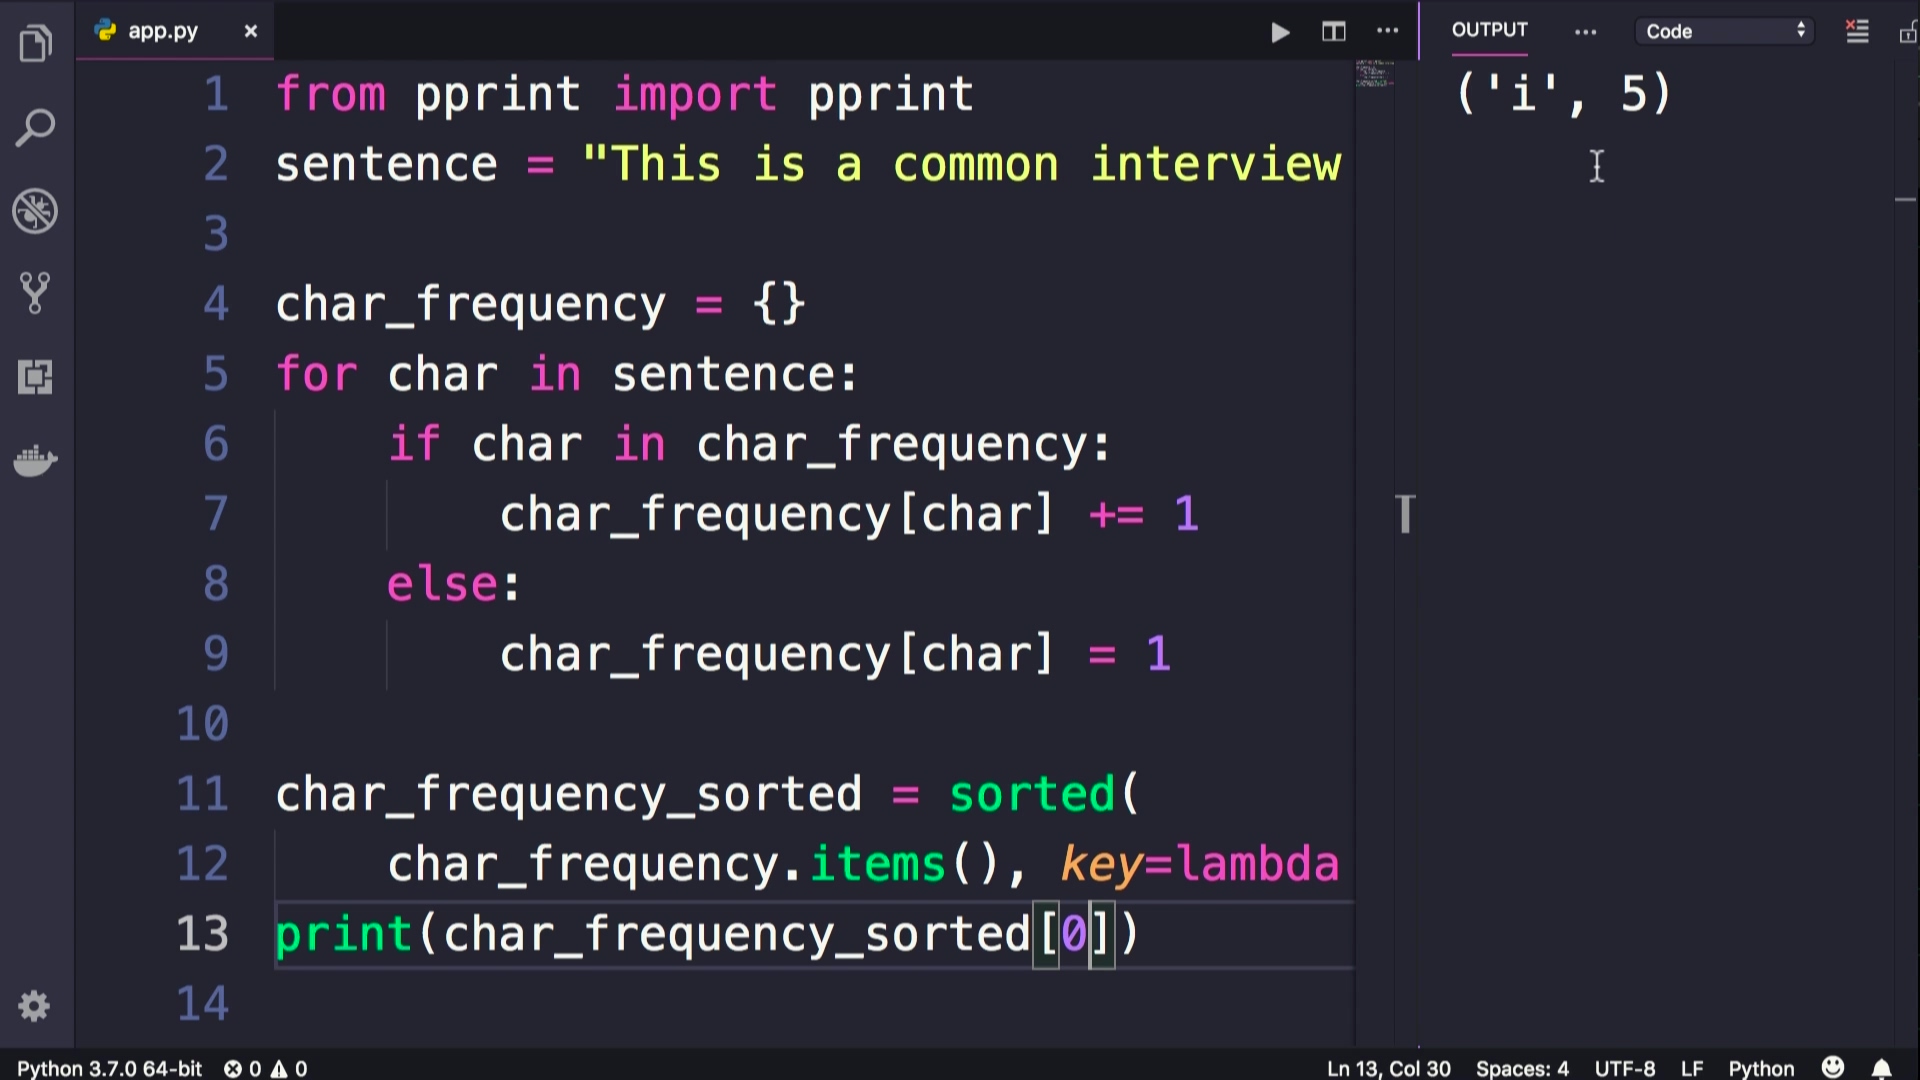 app.py ×
OUTPUT ··· Code
1 from pprint import pprint
2 sentence = "This is a common interview
3
4 char_frequency = {}
5 for char in sentence:
6 if char in char_frequency:
7 char_frequency[char] += 1
8 else:
9 char_frequency[char] = 1
10
11 char_frequency_sorted = sorted(
12 char_frequency.items(), key=lambda
13 print(char_frequency_sorted[0])
14
('i', 5)
Python 3.7.0 64-bit 0 0 Ln 13, Col 30 Spaces: 4 UTF-8 LF Python